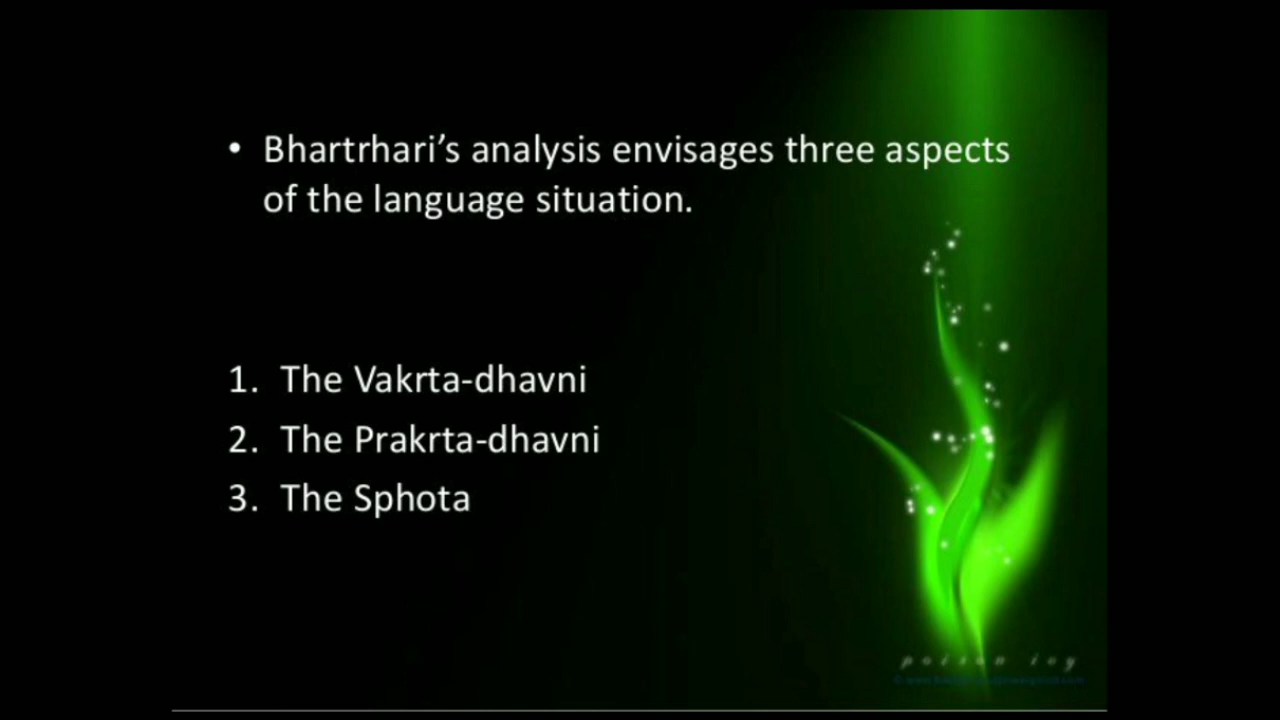 • Bhartrhari's analysis envisages three aspects
of the language situation.
1. The Vakrta-dhavni
2. The Prakrta-dhavni
3. The Sphota
poison ivy